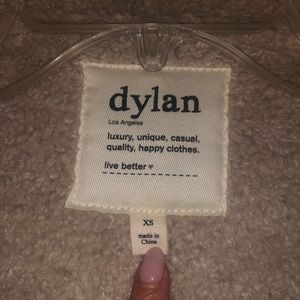 dylan
Los Angeles
luxury, unique, casual,
quality, happy clothes.
live better ♥
XS
made in
China